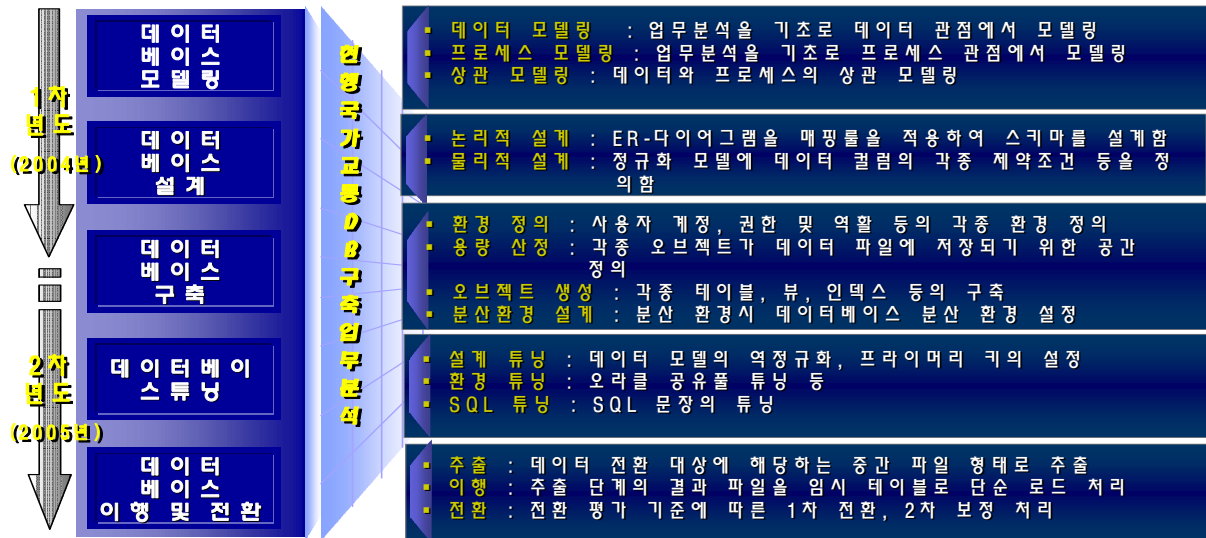 1차
년도
(2004년)
2차
년도
(2005년)
데이터
베이스
모델링
데이터
베이스
설계
데이터
베이스
구축
데이터베이
스튜닝
데이터
베이스
이행 및 전환
현행국가교통DB구축업무분석
▪ 데이터 모델링 : 업무분석을 기초로 데이터 관점에서 모델링
▪ 프로세스 모델링 : 업무분석을 기초로 프로세스 관점에서 모델링
▪ 상관 모델링 : 데이터와 프로세스의 상관 모델링
▪ 논리적 설계 : ER-다이어그램을 매핑룰을 적용하여 스키마를 설계함
▪ 물리적 설계 : 정규화 모델에 데이터 컬럼의 각종 제약조건 등을 정
의함
▪ 환경 정의 : 사용자 계정, 권한 및 역활 등의 각종 환경 정의
▪ 용량 산정 : 각종 오브젝트가 데이터 파일에 저장되기 위한 공간
정의
▪ 오브젝트 생성 : 각종 테이블, 뷰, 인덱스 등의 구축
▪ 분산환경 설계 : 분산 환경시 데이터베이스 분산 환경 설정
▪ 설계 튜닝 : 데이터 모델의 역정규화, 프라이머리 키의 설정
▪ 환경 튜닝 : 오라클 공유풀 튜닝 등
▪ SQL 튜닝 : SQL 문장의 튜닝
▪ 추출 : 데이터 전환 대상에 해당하는 중간 파일 형태로 추출
▪ 이행 : 추출 단계의 결과 파일을 임시 테이블로 단순 로드 처리
▪ 전환 : 전환 평가 기준에 따른 1차 전환, 2차 보정 처리